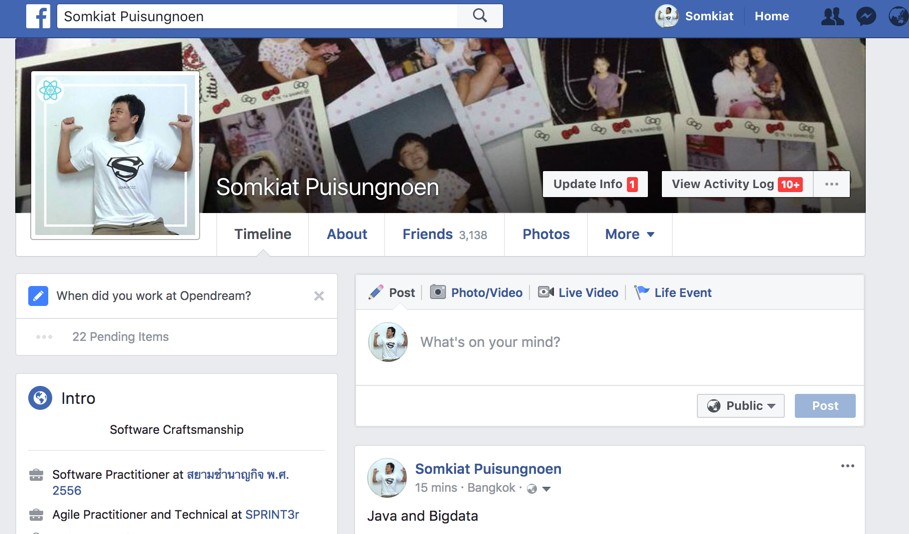 Somkiat Puisungnoen
Somkiat
Home
Somkiat Puisungnoen
Update Info 1
View Activity Log 10+
Timeline
About
Friends 3,138
Photos
More
When did you work at Opendream?
22 Pending Items
Post
Photo/Video
Live Video
Life Event
What's on your mind?
Public
Post
Intro
Software Craftsmanship
Software Practitioner at สยามชำนาญกิจ พ.ศ.
2556
Agile Practitioner and Technical at SPRINT3r
Somkiat Puisungnoen
15 mins · Bangkok ·
Java and Bigdata